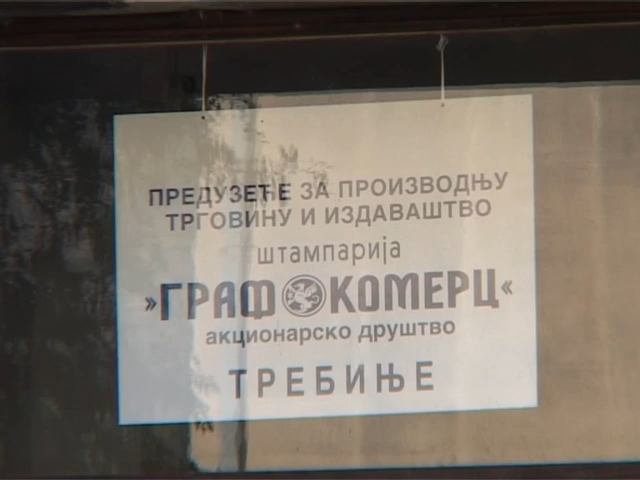 ПРЕДУЗЕЋЕ ЗА ПРОИЗВОДЊУ
ТРГОВИНУ И ИЗДАВАШТВО
штампарија
»ГРАФ КОМЕРЦ«
акционарско друштво
ТРЕБИЊЕ